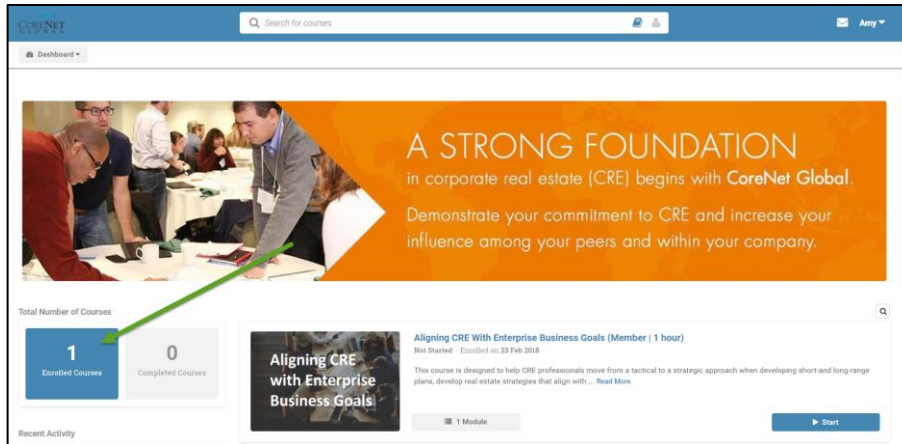 CORENET
GLOBAL
Search for courses
Amy
Dashboard
A STRONG FOUNDATION
in corporate real estate (CRE) begins with CoreNet Global.
Demonstrate your commitment to CRE and increase your
influence among your peers and within your company.
Total Number of Courses
1
Enrolled Courses
0
Completed Courses
Aligning CRE
with Enterprise
Business Goals
Aligning CRE With Enterprise Business Goals (Member | 1 hour)
Not Started Enrolled on 23 Feb 2018
This course is designed to help CRE professionals move from a tactical to a strategic approach when developing short-and long-range
plans, develop real estate strategies that align with ... Read More
1 Module
Start
Recent Activity